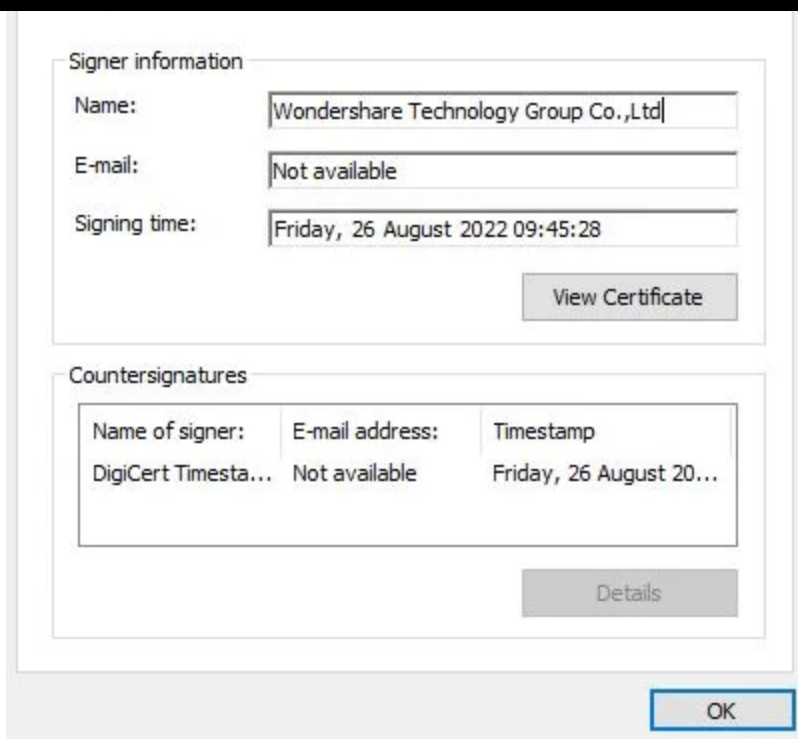 Signer information
Name: Wondershare Technology Group Co.,Ltd
E-mail: Not available
Signing time: Friday, 26 August 2022 09:45:28
View Certificate
Countersignatures
Name of signer: E-mail address: Timestamp
DigiCert Timesta... Not available Friday, 26 August 20...
Details
OK